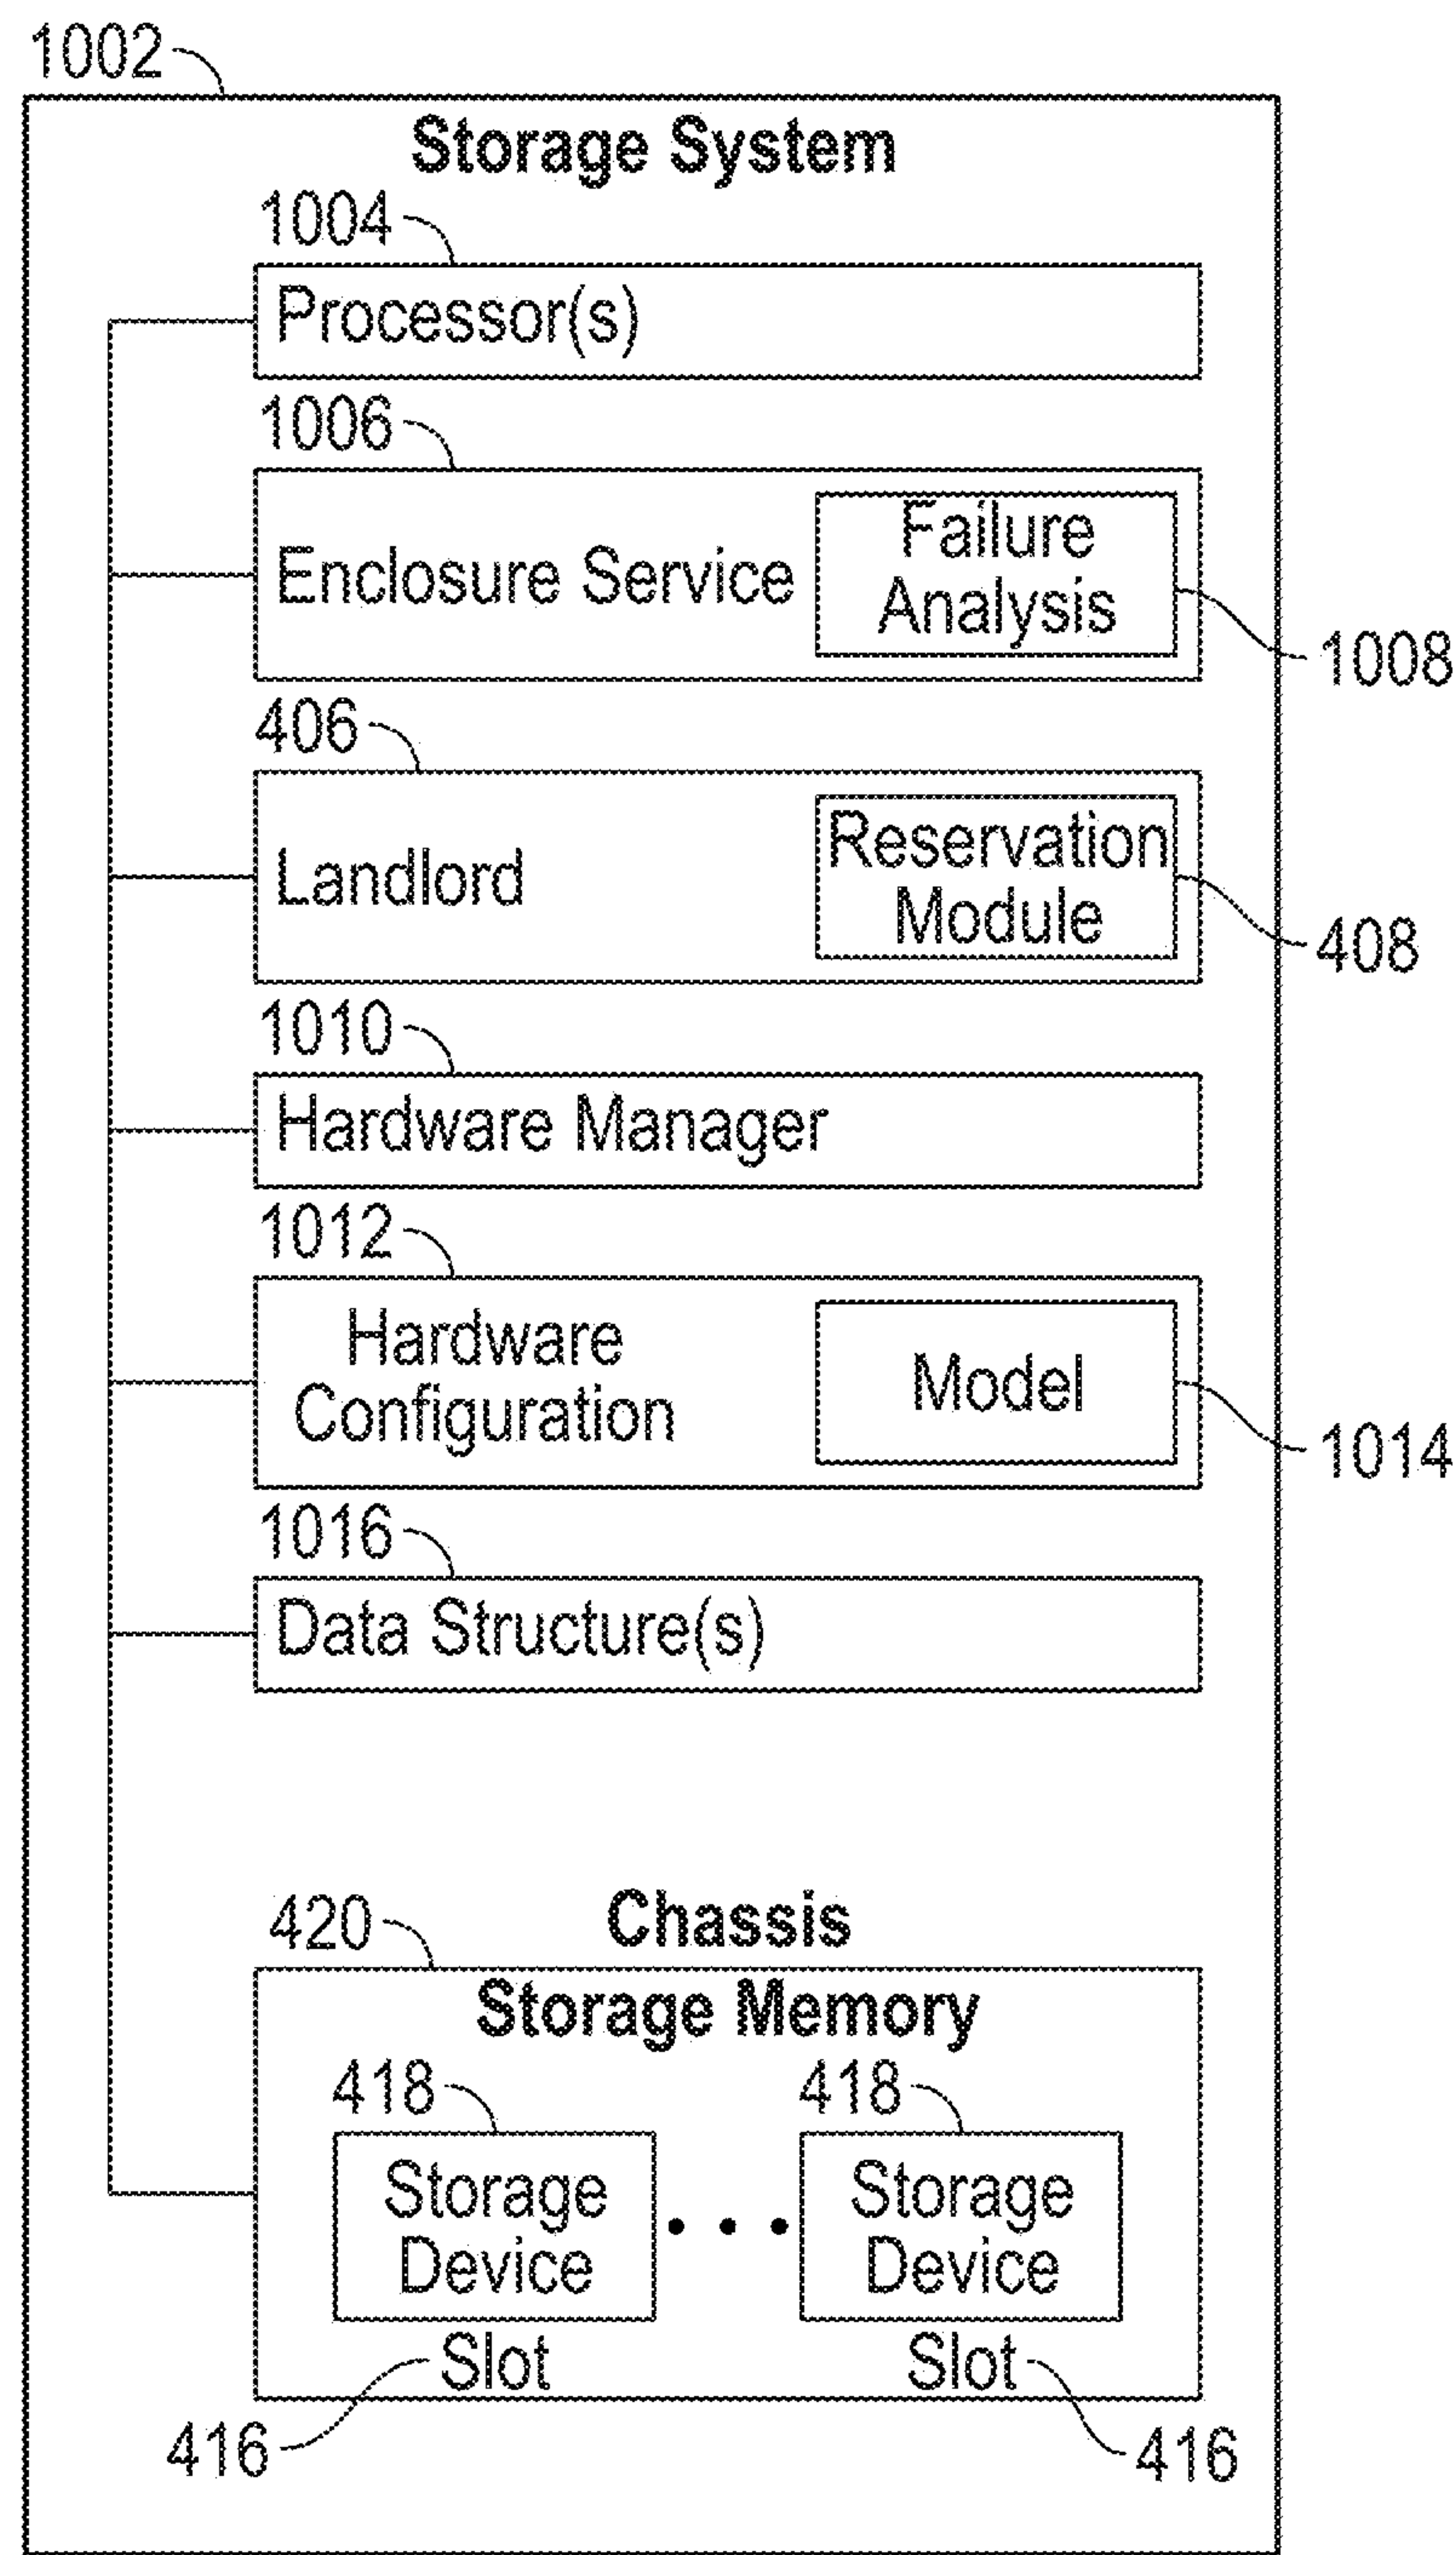 1002
Storage System
1004
Processor(s)
1006
Enclosure Service
Failure
Analysis
1008
406
Landlord
Reservation
Module
408
1010
Hardware Manager
1012
Hardware
Configuration
Model
1014
1016
Data Structure(s)
420
Chassis
Storage Memory
418
418
Storage
Device
Storage
Device
Slot
Slot
416
416